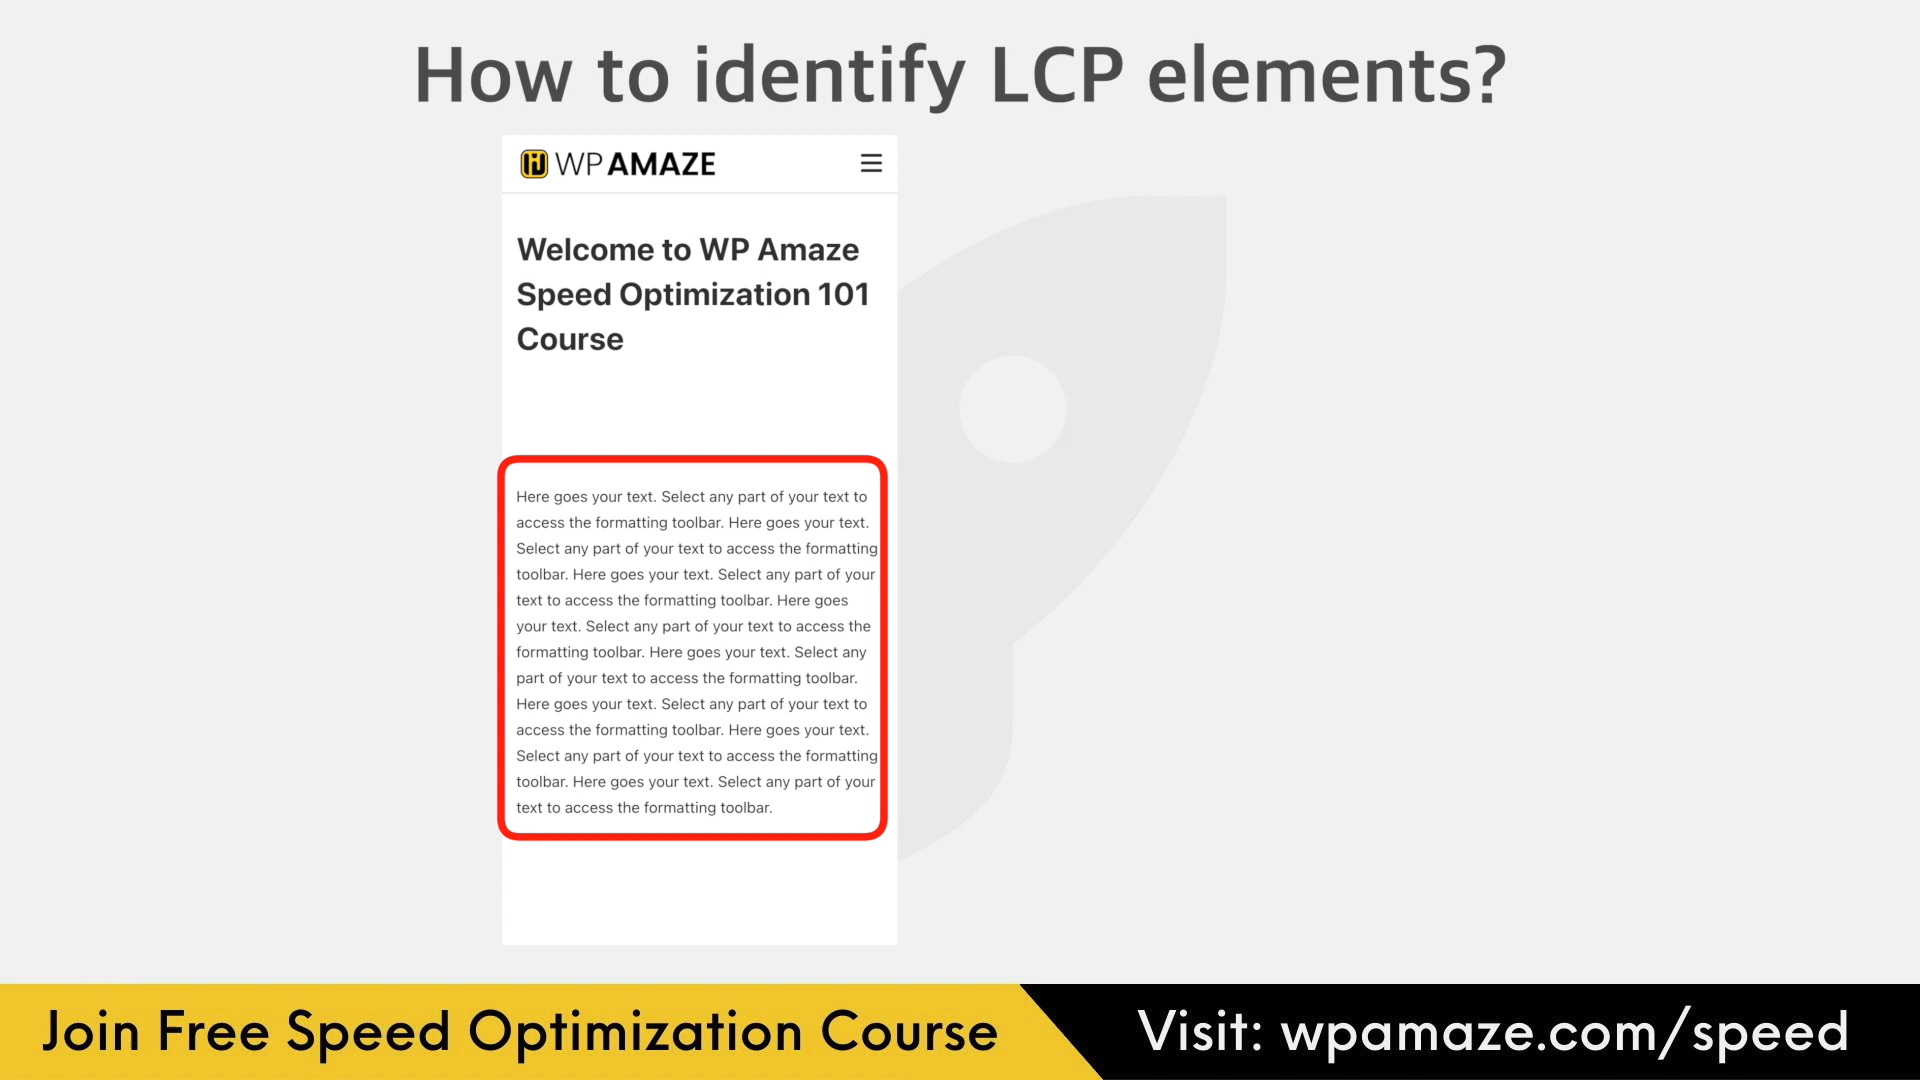 How to identify LCP elements?
WP AMAZE
Welcome to WP Amaze
Speed Optimization 101
Course
Here goes your text. Select any part of your text to
access the formatting toolbar. Here goes your text.
Select any part of your text to access the formatting
toolbar. Here goes your text. Select any part of your
text to access the formatting toolbar. Here goes
your text. Select any part of your text to access the
formatting toolbar. Here goes your text. Select any
part of your text to access the formatting toolbar.
Here goes your text. Select any part of your text to
access the formatting toolbar. Here goes your text.
Select any part of your text to access the formatting
toolbar. Here goes your text. Select any part of your
text to access the formatting toolbar.
Join Free Speed Optimization Course
Visit: wpamaze.com/speed